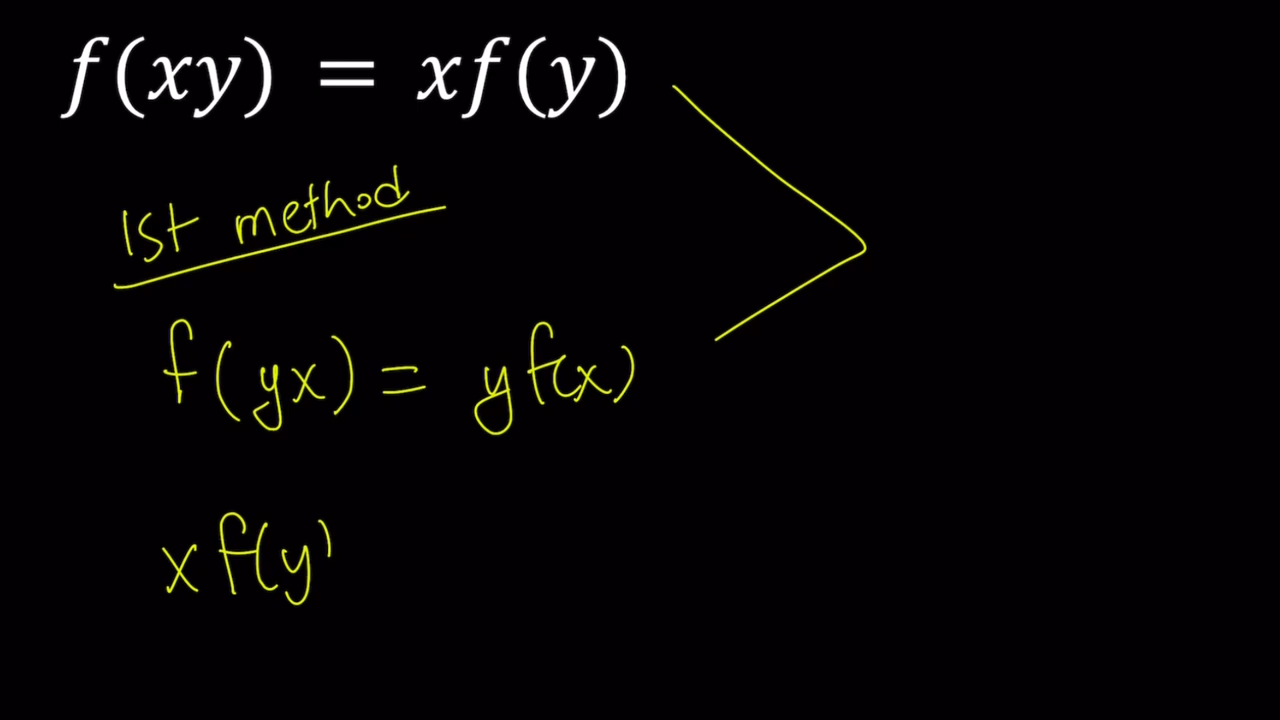 f(xy) = xf(y)
1st method
f(yx) = yf(x)
xf(y)